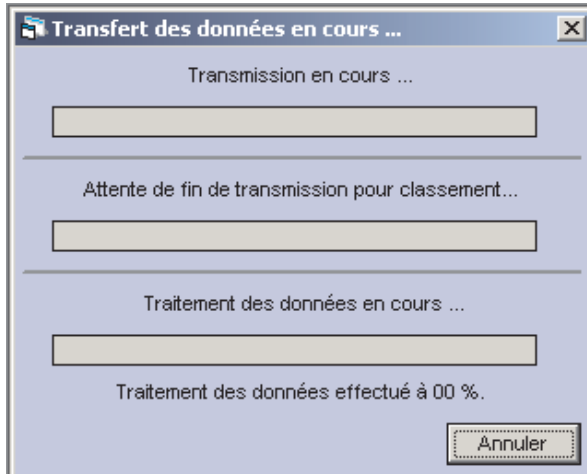 Transfert des données en cours ...
Transmission en cours ...
Attente de fin de transmission pour classement...
Traitement des données en cours ...
Traitement des données effectué à 00 %.
Annuler